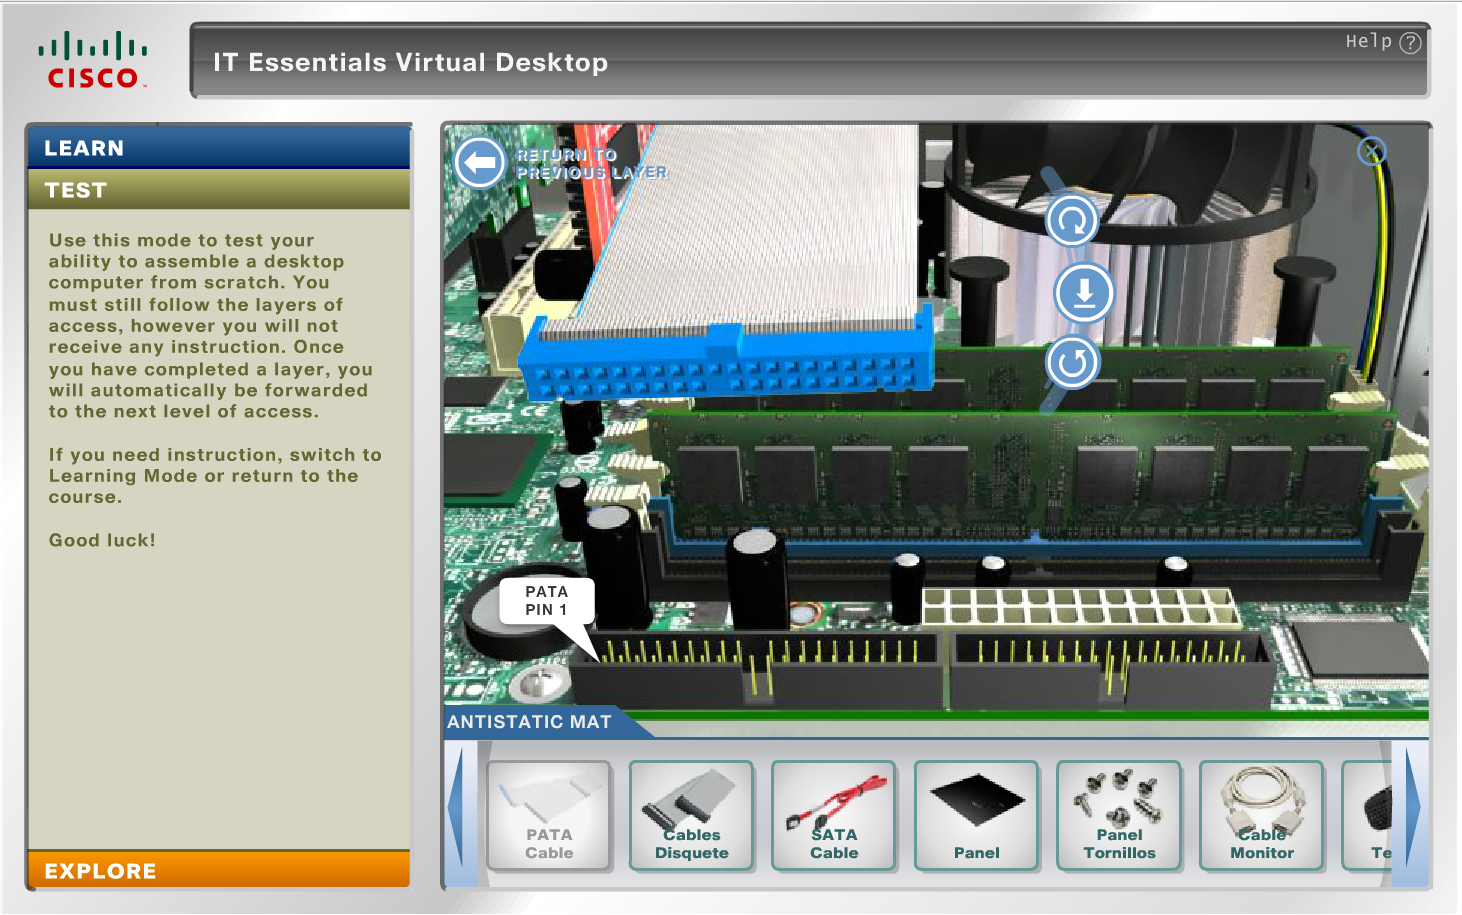 CISCO
IT Essentials Virtual Desktop
Help ?
LEARN
TEST
Use this mode to test your
ability to assemble a desktop
computer from scratch. You
must still follow the layers of
access, however you will not
receive any instruction. Once
you have completed a layer, you
will automatically be forwarded
to the next level of access.
If you need instruction, switch to
Learning Mode or return to the
course.
Good luck!
EXPLORE
RETURN TO
PREVIOUS LAYER
CE
PATA
PIN 1
ANTISTATIC MAT
PATA
Cable
Cables
Disquete
SATA
Cable
Panel
Panel
Tornillos
Cable
Monitor
Te